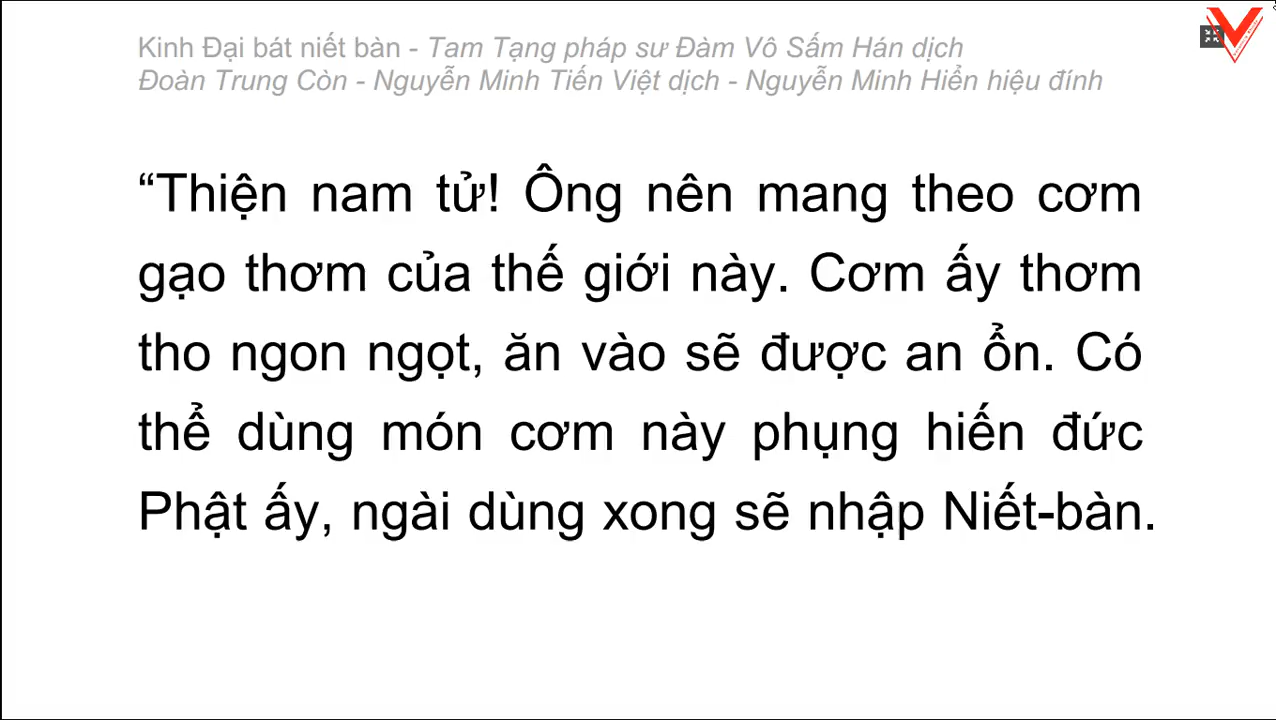 Kinh Đại bát niết bàn - Tam Tạng pháp sư Đàm Vô Sấm Hán dịch
Đoàn Trung Còn - Nguyễn Minh Tiến Việt dịch - Nguyễn Minh Hiển hiệu đính
“Thiện nam tử! Ông nên mang theo cơm
gạo thơm của thế giới này. Cơm ấy thơm
tho ngon ngọt, ăn vào sẽ được an ổn. Có
thể dùng món cơm này phụng hiến đức
Phật ấy, ngài dùng xong sẽ nhập Niết-bàn.